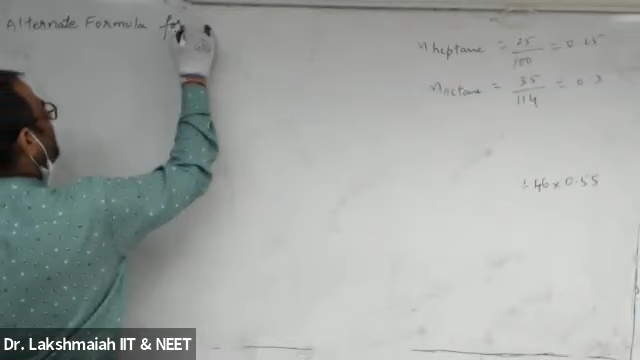 Alternate Formula for
n heptane = 25/100 = 0.25
n octane = 35/114 = 0.3
= 46 × 0.55
Dr. Lakshmaiah IIT & NEET